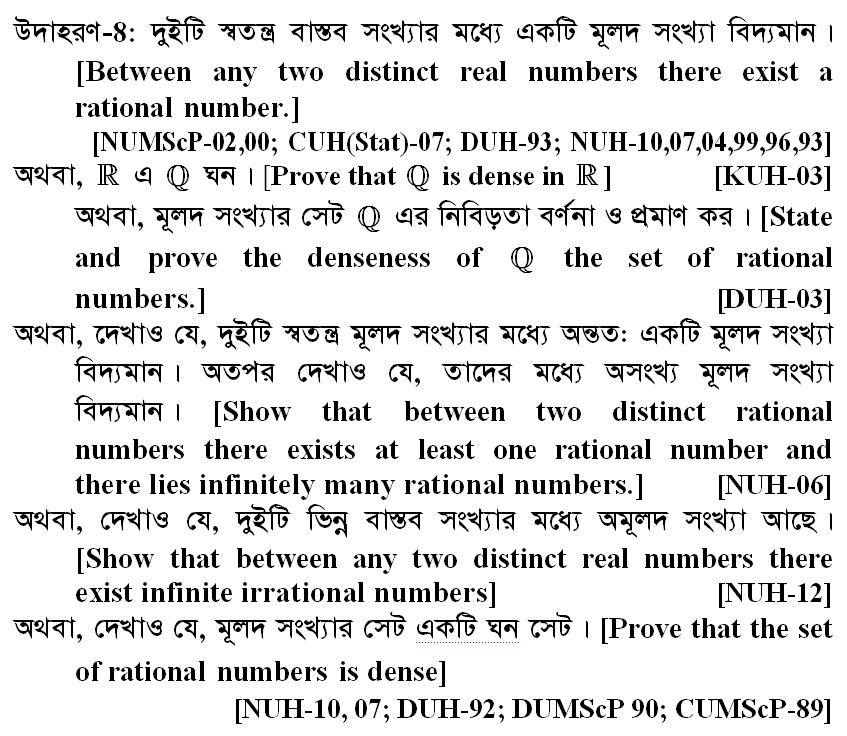 উদাহরণ-8: দুইটি স্বতন্ত্র বাস্তব সংখ্যার মধ্যে একটি মূলদ সংখ্যা বিদ্যমান ।
[Between any two distinct real numbers there exist a
rational number.]
[NUMScP-02,00; CUH(Stat)-07; DUH-93; NUH-10,07,04,99,96,93]
অথবা, ℝ এ ℚ ঘন । [Prove that ℚ is dense in ℝ] [KUH-03]
অথবা, মূলদ সংখ্যার সেট ℚ এর নিবিড়তা বর্ণনা ও প্রমাণ কর । [State
and prove the denseness of ℚ the set of rational
numbers.] [DUH-03]
অথবা, দেখাও যে, দুইটি স্বতন্ত্র মূলদ সংখ্যার মধ্যে অন্তত: একটি মূলদ সংখ্যা
বিদ্যমান । অতপর দেখাও যে, তাদের মধ্যে অসংখ্য মূলদ সংখ্যা
বিদ্যমান । [Show that between two distinct rational
numbers there exists at least one rational number and
there lies infinitely many rational numbers.] [NUH-06]
অথবা, দেখাও যে, দুইটি ভিন্ন বাস্তব সংখ্যার মধ্যে অমূলদ সংখ্যা আছে ।
[Show that between any two distinct real numbers there
exist infinite irrational numbers] [NUH-12]
অথবা, দেখাও যে, মূলদ সংখ্যার সেট একটি ঘন সেট । [Prove that the set
of rational numbers is dense]
[NUH-10, 07; DUH-92; DUMScP 90; CUMScP-89]